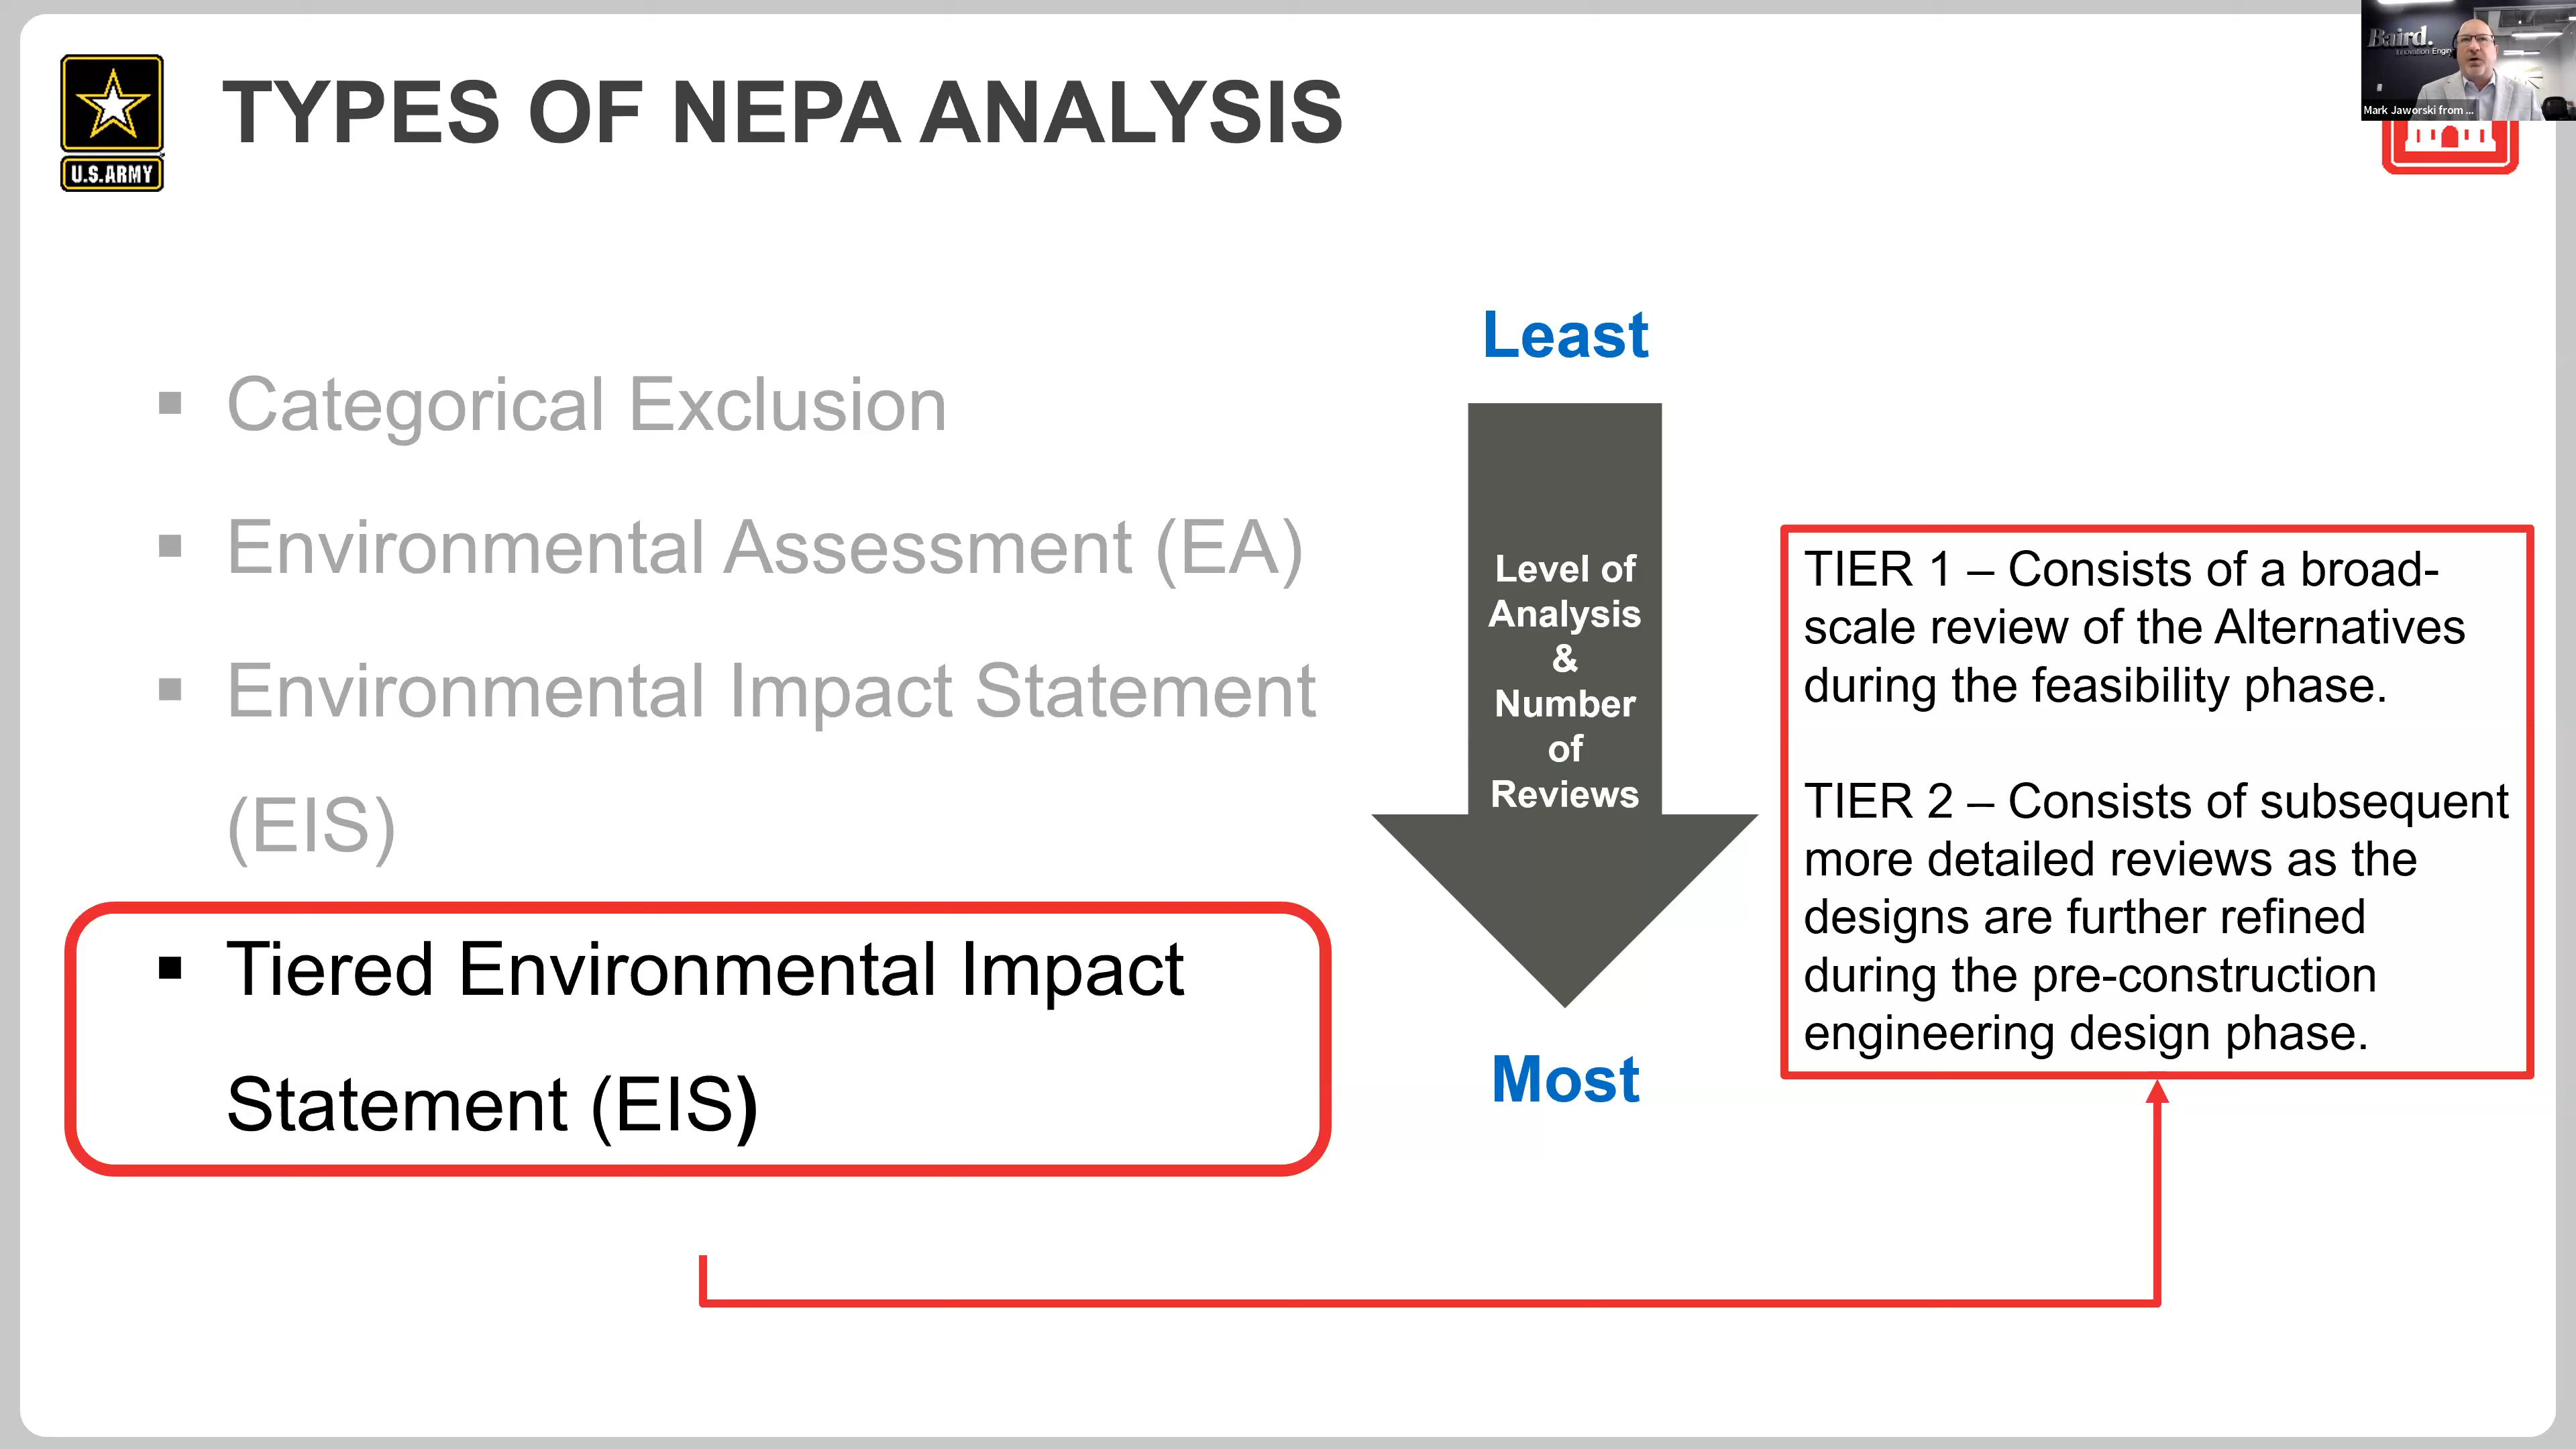 TYPES OF NEPA ANALYSIS
U.S.ARMY
Baird.
Innovation Engin
Mark Jaworski from ...
▪ Categorical Exclusion
▪ Environmental Assessment (EA)
▪ Environmental Impact Statement
(EIS)
▪ Tiered Environmental Impact
Statement (EIS)
Least
Level of
Analysis
&
Number
of
Reviews
Most
TIER 1 – Consists of a broad-
scale review of the Alternatives
during the feasibility phase.
TIER 2 – Consists of subsequent
more detailed reviews as the
designs are further refined
during the pre-construction
engineering design phase.